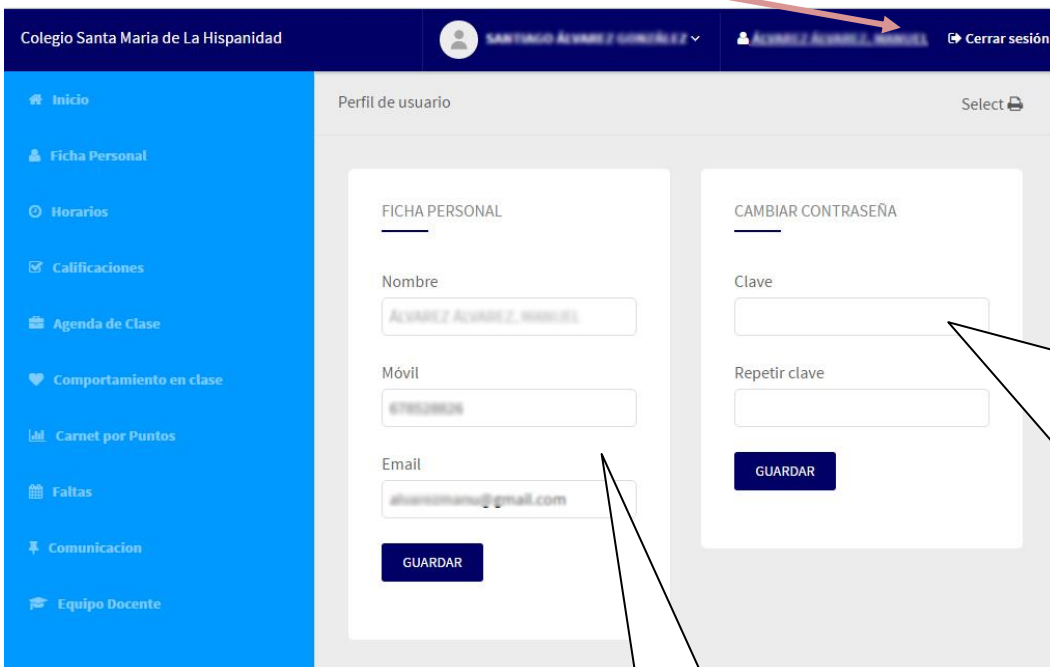 Colegio Santa Maria de La Hispanidad
Cerrar sesión
Inicio
Ficha Personal
Horarios
Calificaciones
Agenda de Clase
Comportamiento en clase
Carnet por Puntos
Faltas
Comunicacion
Equipo Docente
Perfil de usuario
Select
FICHA PERSONAL
Nombre
Móvil
Email
GUARDAR
CAMBIAR CONTRASEÑA
Clave
Repetir clave
GUARDAR